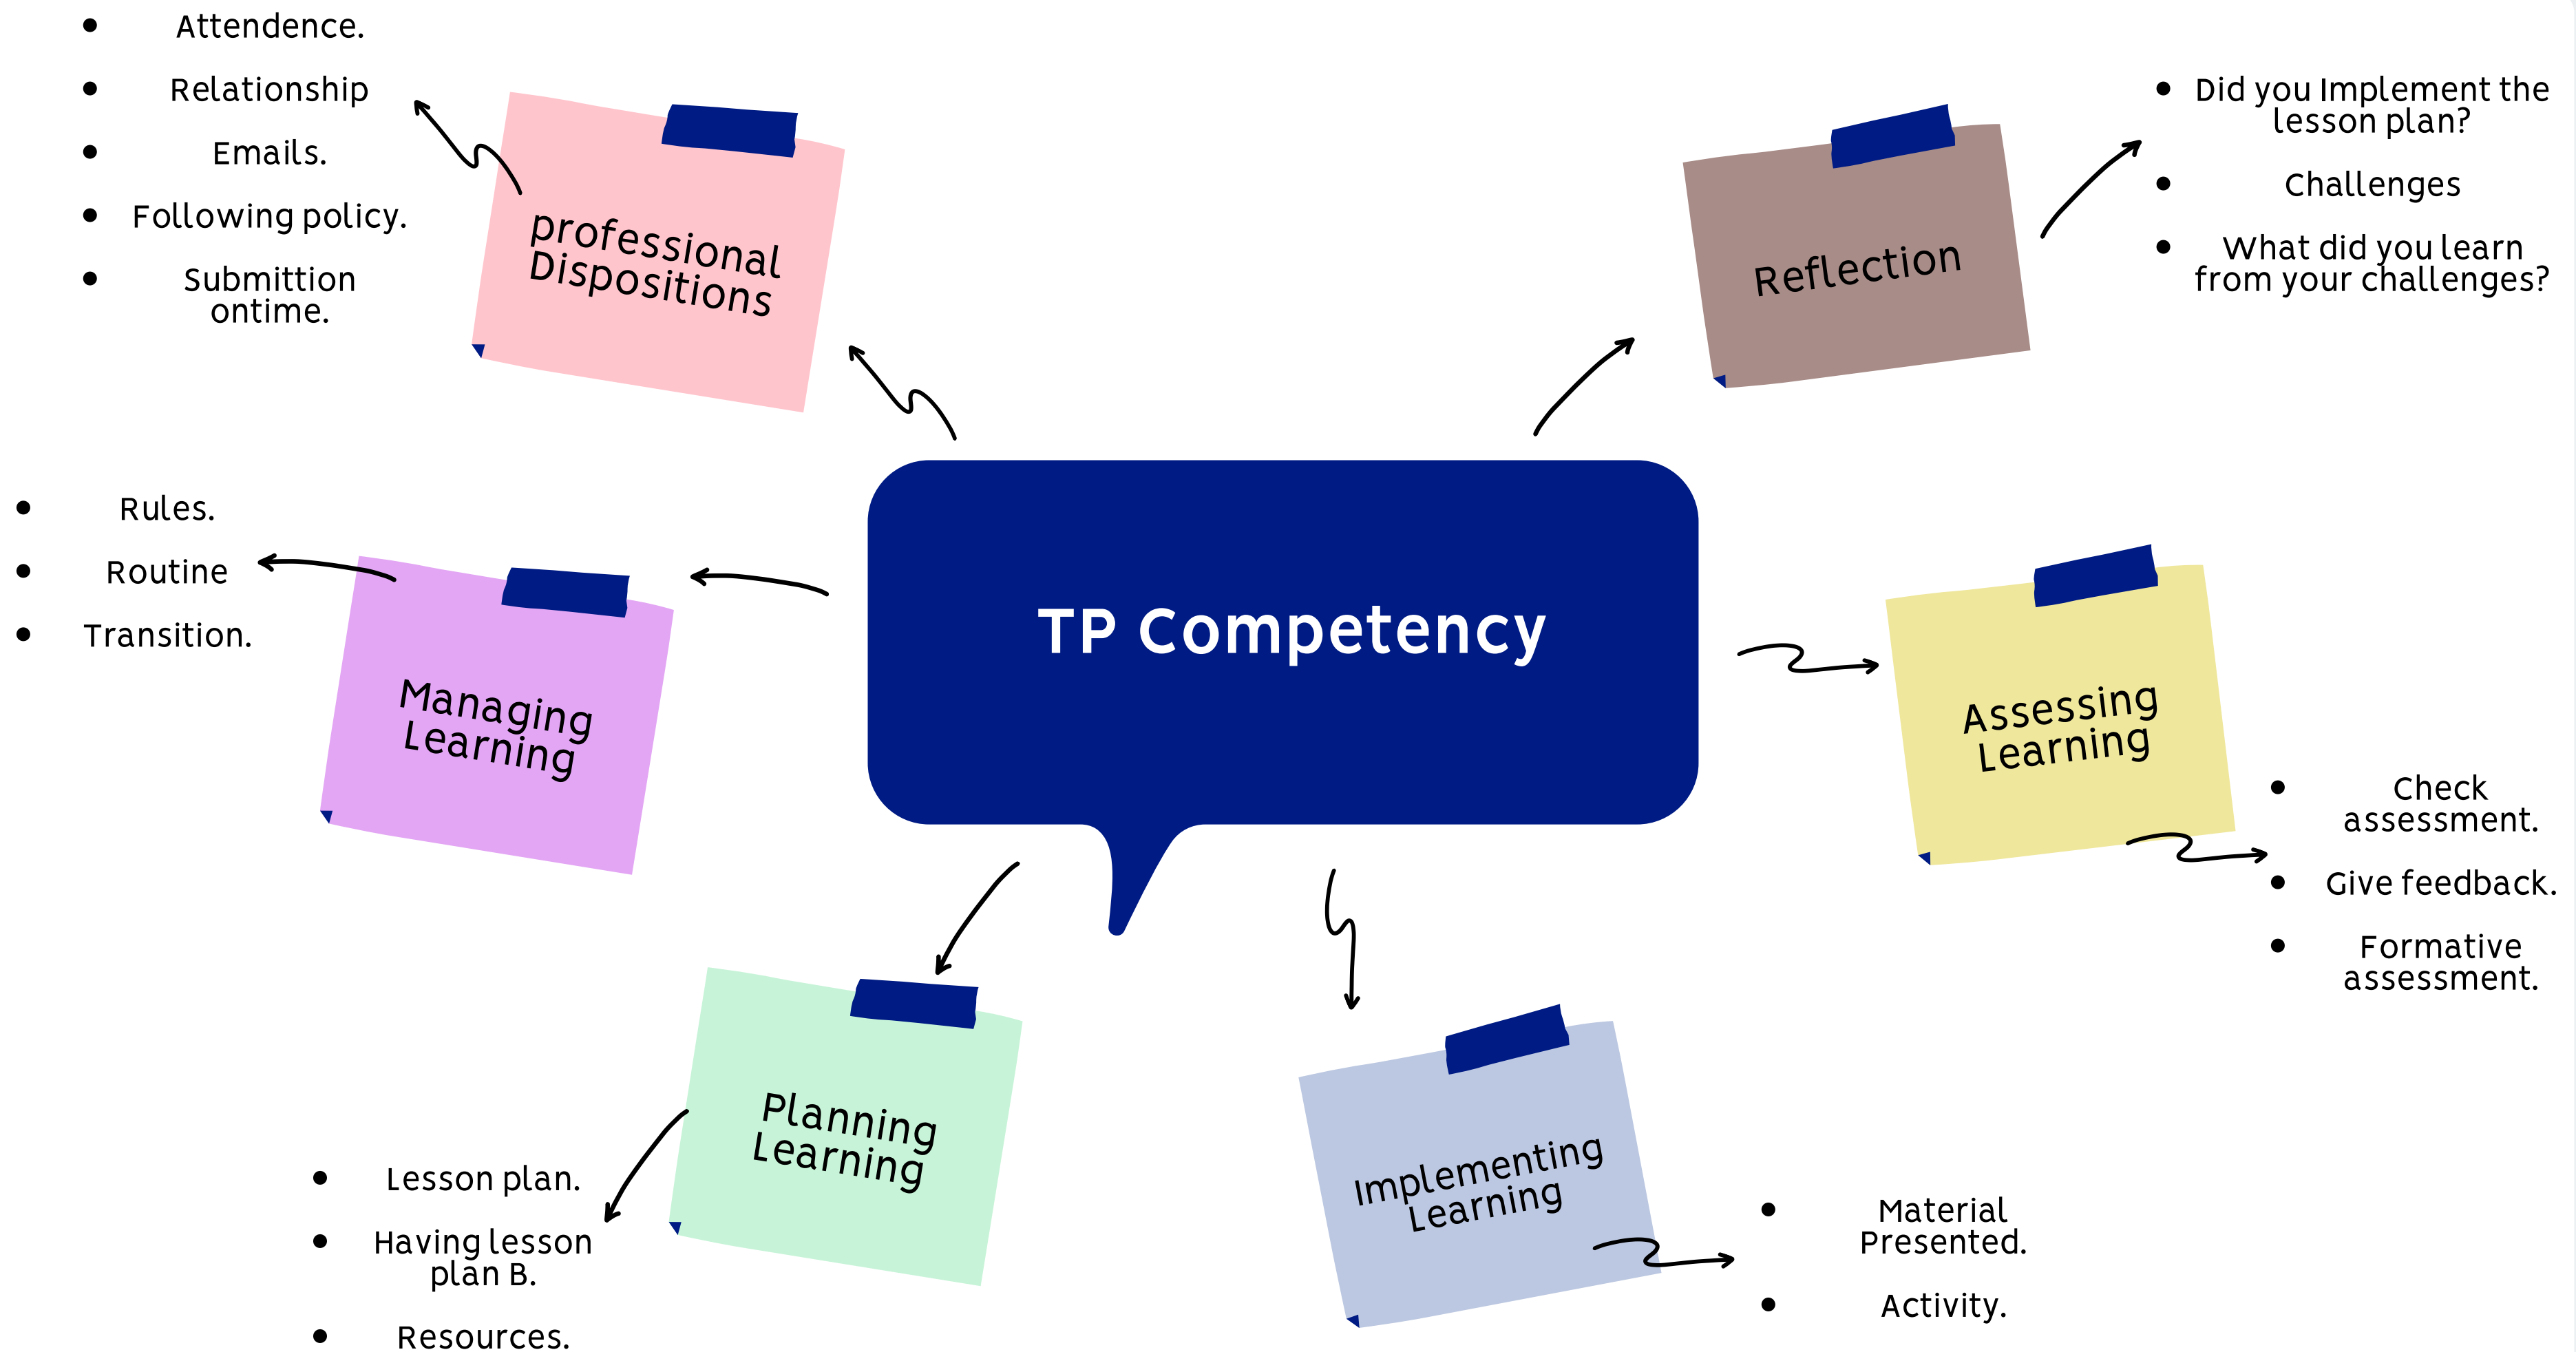 Attendence.
Relationship
Emails.
Following policy.
Submittion
ontime.
professional
Dispositions
Reflection
Did you Implement the
lesson plan?
Challenges
What did you learn
from your challenges?
Rules.
Routine
Transition.
Managing
Learning
TP Competency
Assessing
Learning
Check
assessment.
Give feedback.
Formative
assessment.
Planning
Learning
Lesson plan.
Having lesson
plan B.
Resources.
Implementing
Learning
Material
Presented.
Activity.